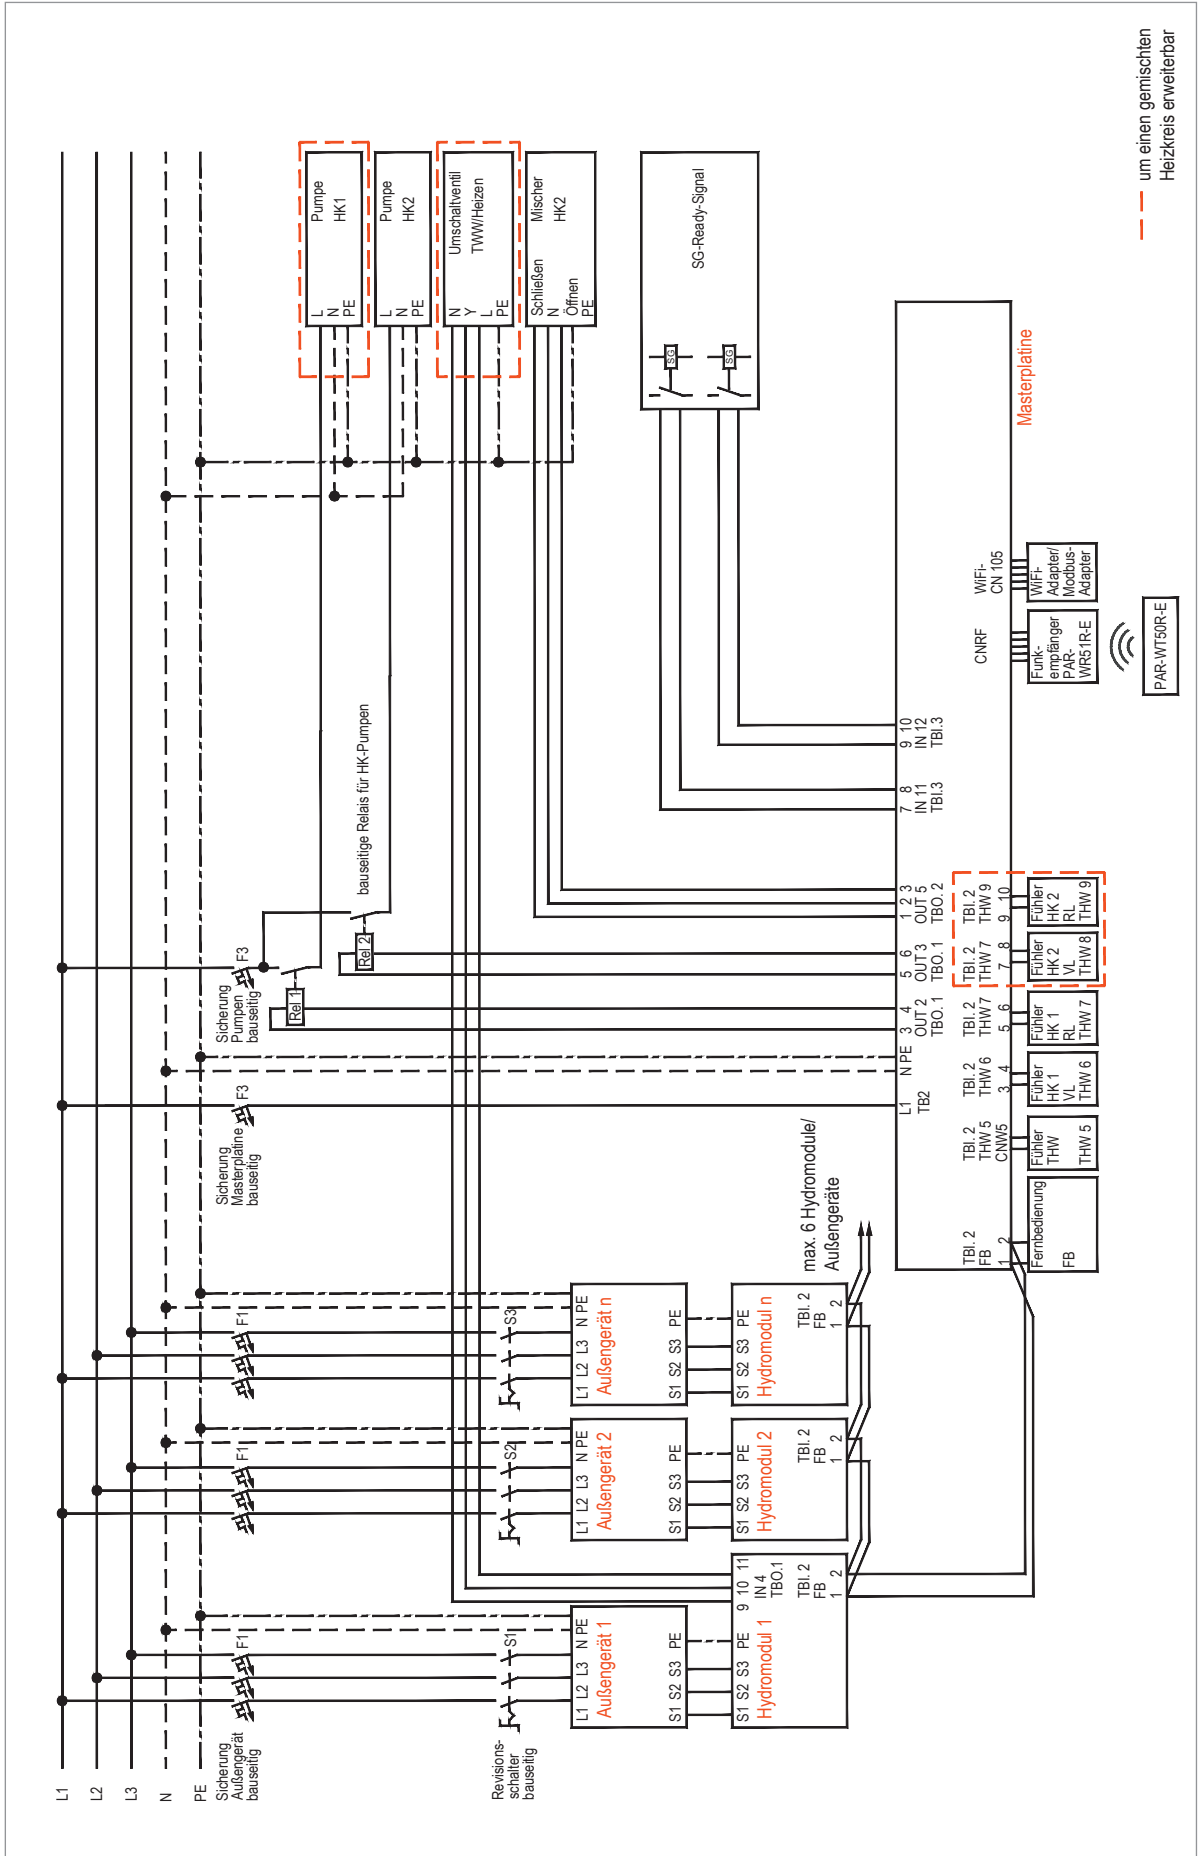 L1
L2
L3
N
PE
Sicherung
Außengerät
bauseitig
F1
F1
F1
Sicherung
Masterplatine
bauseitig
F3
Sicherung
Pumpen
bauseitig
F3
Rel 1
Rel 2
bauseitige Relais für HK-Pumpen
L
N
PE
Pumpe
HK1
L
N
PE
Pumpe
HK2
N
Y
L
PE
Umschaltventil
TWW/Heizen
Schließen
N
Öffnen
PE
Mischer
HK2
Revisions-
schalter
bauseitig
S1
S2
S3
L1 L2 L3 N PE
Außengerät 1
S1 S2 S3 PE
L1 L2 L3 N PE
Außengerät 2
S1 S2 S3 PE
L1 L2 L3 N PE
Außengerät n
S1 S2 S3 PE
S1 S2 S3 PE
Hydromodul 1
9 10 11
IN 4
TBO.1
TBI. 2
FB
1 2
S1 S2 S3 PE
Hydromodul 2
TBI. 2
FB
1 2
S1 S2 S3 PE
Hydromodul n
TBI. 2
FB
1 2
max. 6 Hydromodule/
Außengeräte
SG
SG
SG-Ready-Signal
L1 N PE
TB2
3 4
OUT 2
TBO. 1
5 6
OUT 3
TBO. 1
1 2 3
OUT 5
TBO. 2
7 8
IN 11
TBI.3
9 10
IN 12
TBI.3
TBI. 2
FB
1 2
TBI. 2
THW 5
CNW5
TBI. 2
THW 6
3 4
TBI. 2
THW 7
5 6
TBI. 2
THW 7
7 8
TBI. 2
THW 9
9 10
CNRF
WiFi-
CN 105
Masterplatine
Fernbedienung
FB
Fühler
THW
THW 5
Fühler
HK 1
VL
THW 6
Fühler
HK 1
RL
THW 7
Fühler
HK 2
VL
THW 8
Fühler
HK 2
RL
THW 9
Funk-
empfänger
PAR-
WR51R-E
WiFi-
Adapter/
Modbus-
Adapter
PAR-WT50R-E
um einen gemischten
Heizkreis erweiterbar